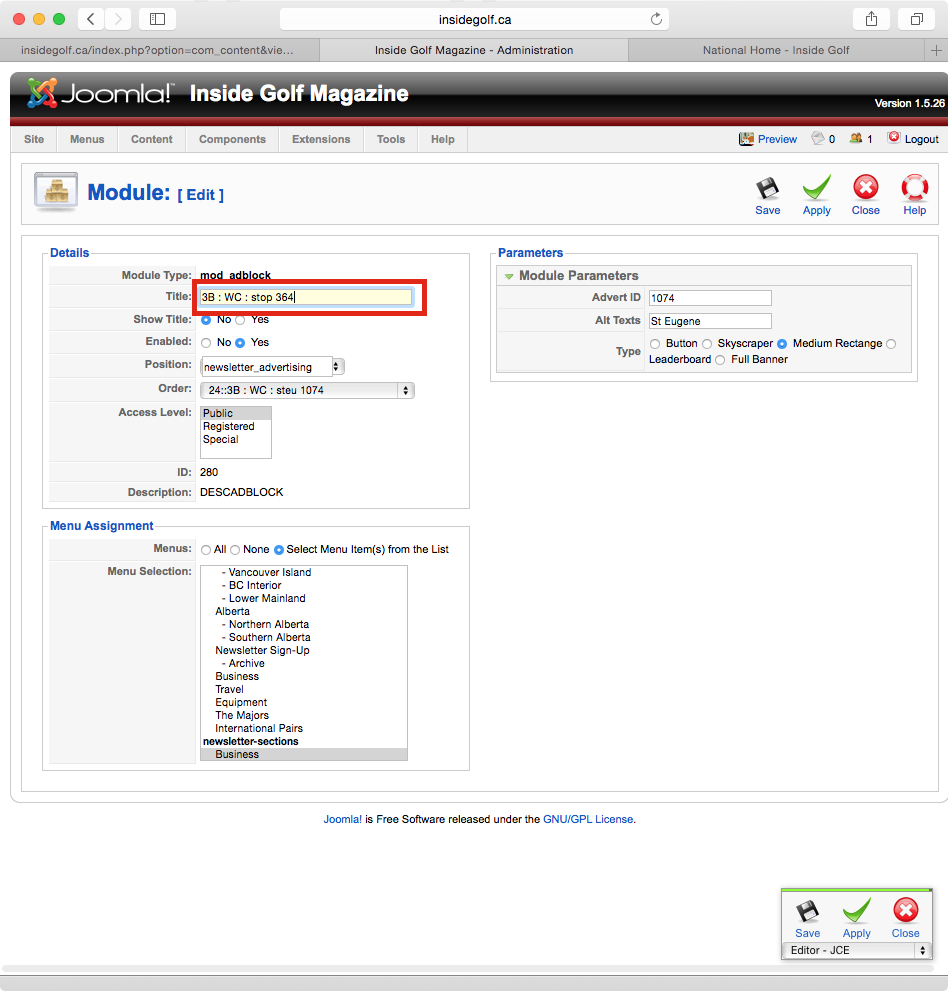 insidegolf.ca
insidegolf.ca/index.php?option=com_content&vie...
Inside Golf Magazine - Administration
National Home - Inside Golf
Joomla!™ Inside Golf Magazine
Version 1.5.26
Site Menus Content Components Extensions Tools Help Preview 0 1 Logout
Module: [ Edit ]
Save Apply Close Help
Details
Module Type: mod_adblock
Title: 3B : WC : stop 364
Show Title: No Yes
Enabled: No Yes
Position: newsletter_advertising
Order: 24::3B : WC : steu 1074
Access Level: Public
Registered
Special
ID: 280
Description: DESCADBLOCK
Parameters
Module Parameters
Advert ID 1074
Alt Texts St Eugene
Type Button Skyscraper Medium Rectange
Leaderboard Full Banner
Menu Assignment
Menus: All None Select Menu Item(s) from the List
Menu Selection: - Vancouver Island
- BC Interior
- Lower Mainland
Alberta
- Northern Alberta
- Southern Alberta
Newsletter Sign-Up
- Archive
Business
Travel
Equipment
The Majors
International Pairs
newsletter-sections
Business
Joomla! is Free Software released under the GNU/GPL License.
Save Apply Close
Editor - JCE